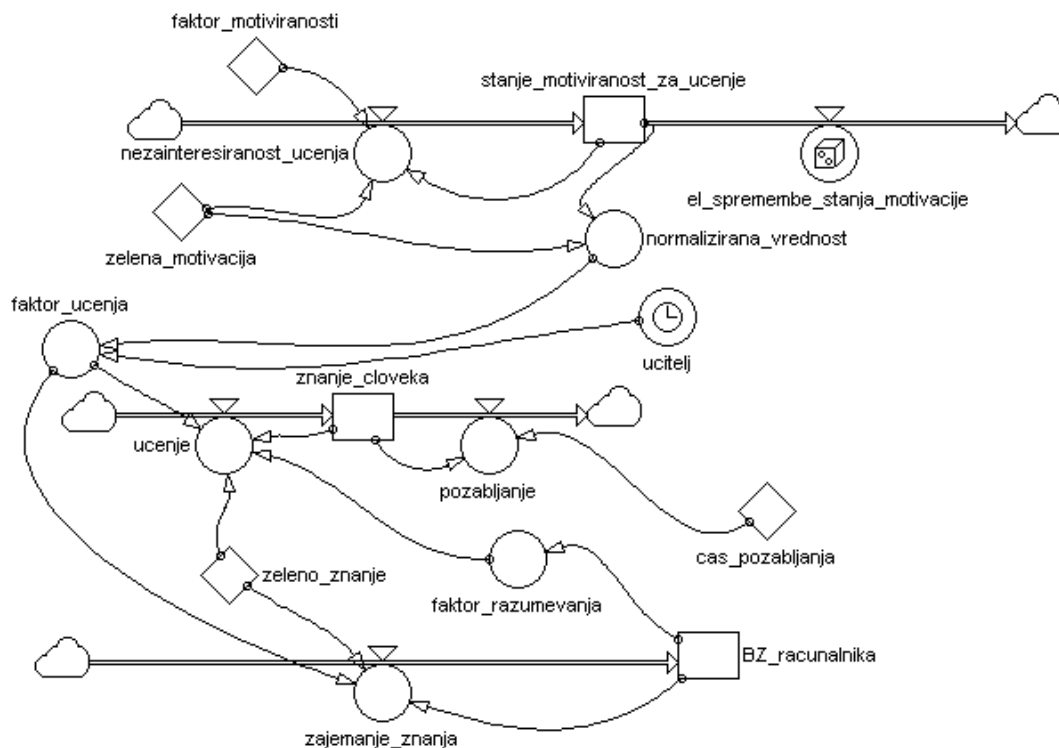 faktor_motiviranosti
stanje_motiviranost_za_ucenje
nezainteresiranost_ucenja
el_spremembe_stanja_motivacije
normalizirana_vrednost
zelena_motivacija
faktor_ucenja
ucitelj
znanje_cloveka
ucenje
pozabljanje
cas_pozabljanja
zeleno_znanje
faktor_razumevanja
BZ_racunalnika
zajemanje_znanja